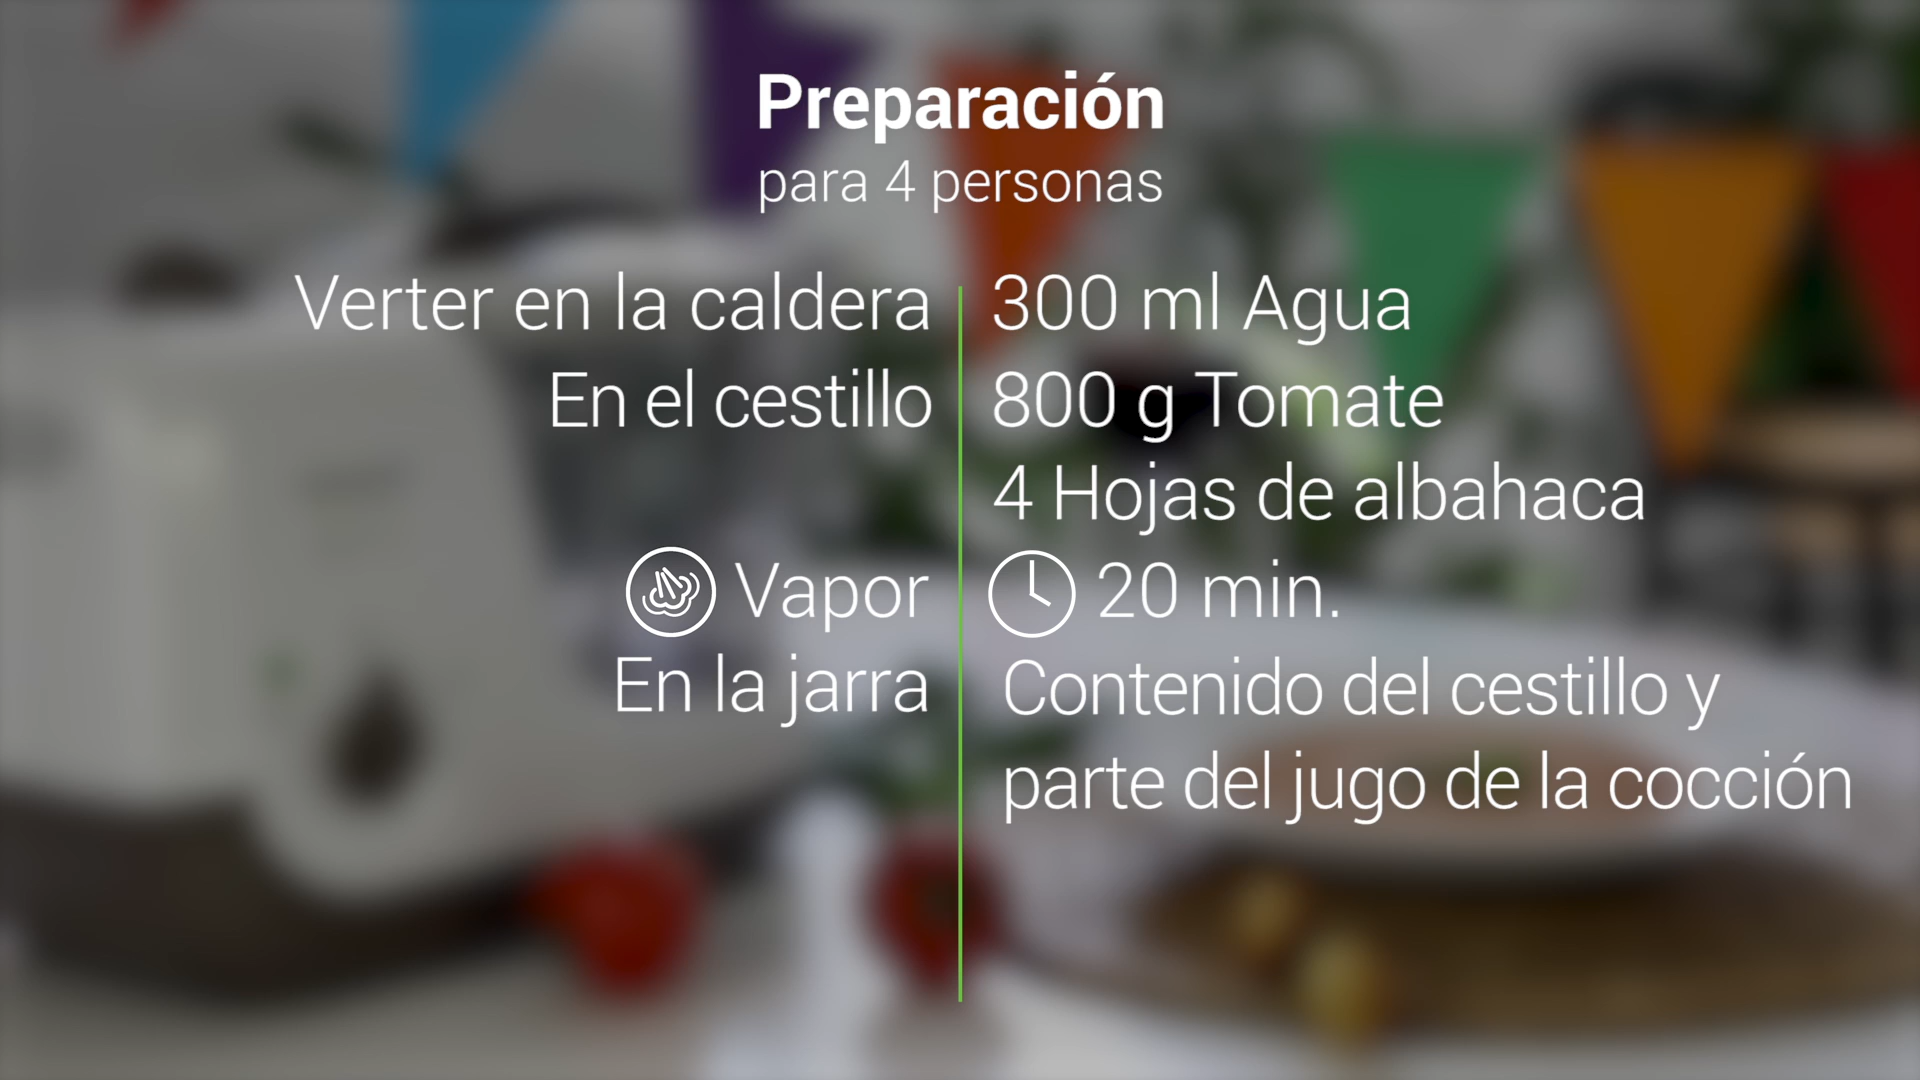 Preparación
para 4 personas
Verter en la caldera 300 ml Agua
En el cestillo 800 g Tomate
4 Hojas de albahaca
Vapor 20 min.
En la jarra Contenido del cestillo y
parte del jugo de la cocción